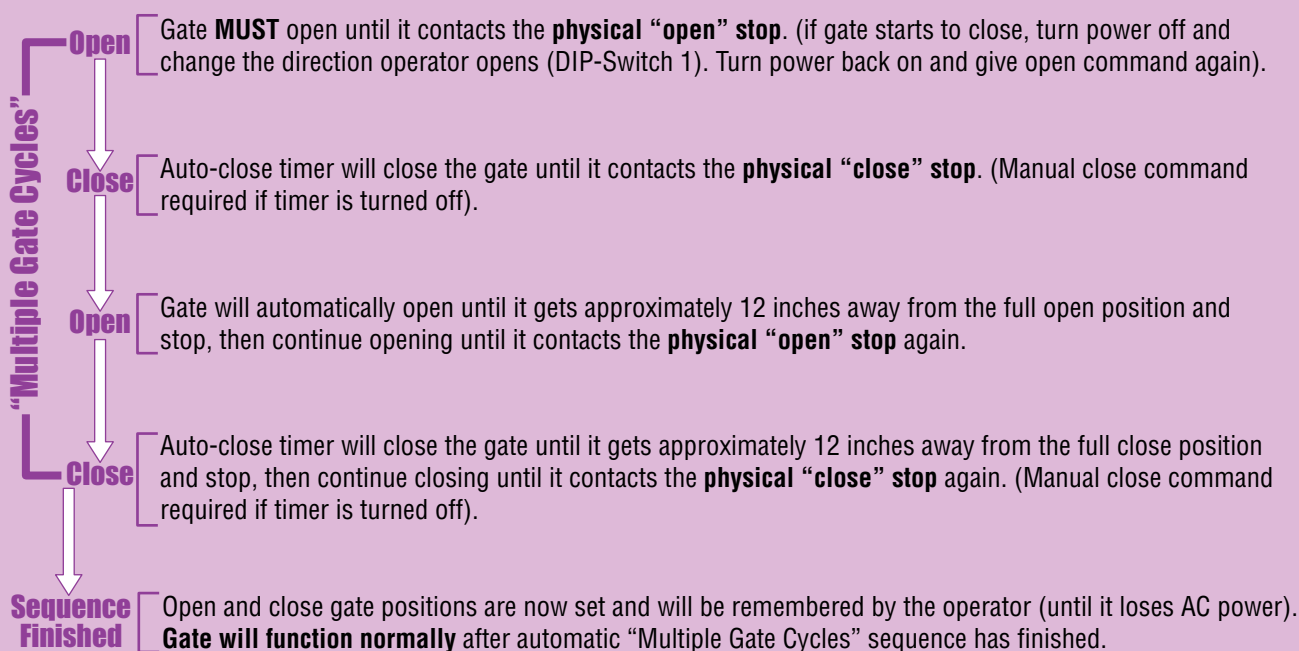 "Multiple Gate Cycles"
Open
Gate MUST open until it contacts the physical “open” stop. (if gate starts to close, turn power off and
change the direction operator opens (DIP-Switch 1). Turn power back on and give open command again).
Close
Auto-close timer will close the gate until it contacts the physical “close” stop. (Manual close command
required if timer is turned off).
Open
Gate will automatically open until it gets approximately 12 inches away from the full open position and
stop, then continue opening until it contacts the physical “open” stop again.
Close
Auto-close timer will close the gate until it gets approximately 12 inches away from the full close position
and stop, then continue closing until it contacts the physical “close” stop again. (Manual close command
required if timer is turned off).
Sequence
Finished
Open and close gate positions are now set and will be remembered by the operator (until it loses AC power).
Gate will function normally after automatic “Multiple Gate Cycles” sequence has finished.